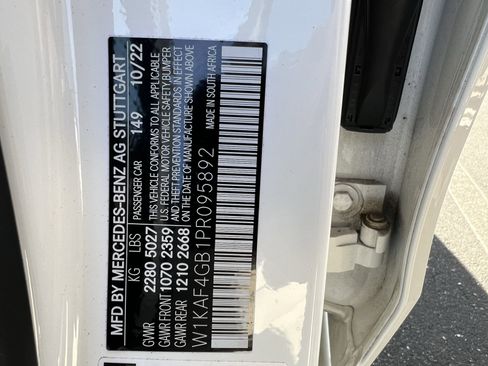 MFD BY MERCEDES-BENZ AG STUTTGART
KG LBS PASSENGER CAR 149 10/22
GVWR 2280 5027 THIS VEHICLE CONFORMS TO ALL APPLICABLE
GAWR FRONT 1070 2359 U.S. FEDERAL MOTOR VEHICLE SAFETY BUMPER
GAWR REAR 1210 2668 AND THEFT PREVENTION STANDARDS IN EFFECT
ON THE DATE OF MANUFACTURE SHOWN ABOVE
W1KAF4GB1PR095892 MADE IN SOUTH AFRICA